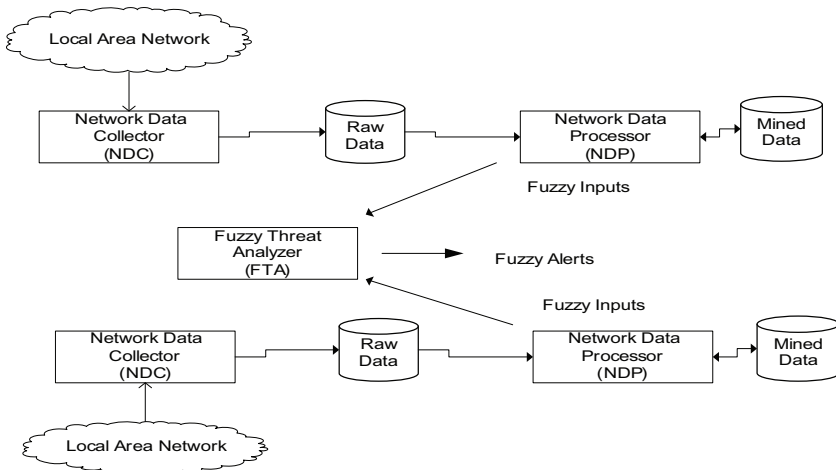 Local Area Network
Network Data
Collector
(NDC)
Raw
Data
Network Data
Processor
(NDP)
Mined
Data
Fuzzy Inputs
Fuzzy Threat
Analyzer
(FTA)
Fuzzy Alerts
Fuzzy Inputs
Network Data
Collector
(NDC)
Raw
Data
Network Data
Processor
(NDP)
Mined
Data
Local Area Network